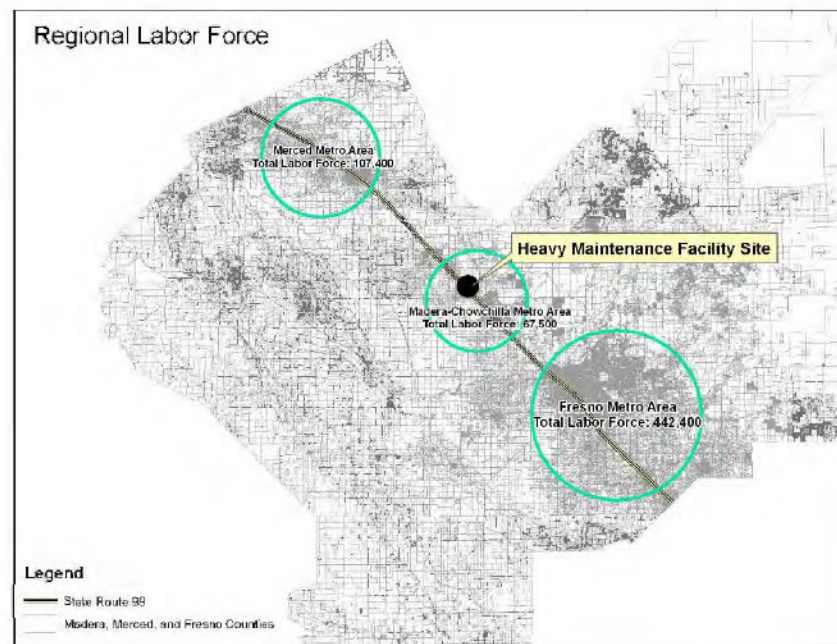 Regional Labor Force
Merced Metro Area
Total Labor Force: 107,400
Heavy Maintenance Facility Site
Madera-Chowchilla Metro Area
Total Labor Force: 67,500
Fresno Metro Area
Total Labor Force: 442,400
Legend
State Route 99
Madera, Merced, and Fresno Counties